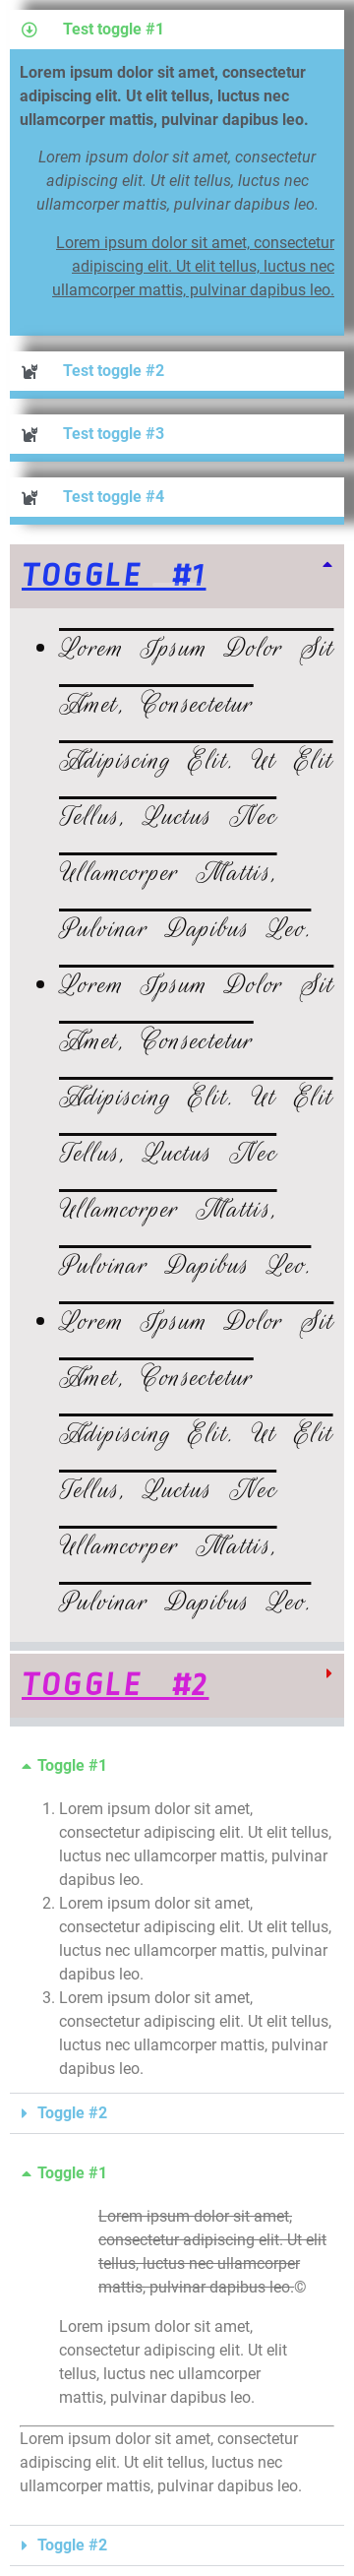 Test toggle #1
Lorem ipsum dolor sit amet, consectetur
adipiscing elit. Ut elit tellus, luctus nec
ullamcorper mattis, pulvinar dapibus leo.
Lorem ipsum dolor sit amet, consectetur
adipiscing elit. Ut elit tellus, luctus nec
ullamcorper mattis, pulvinar dapibus leo.
Lorem ipsum dolor sit amet, consectetur
adipiscing elit. Ut elit tellus, luctus nec
ullamcorper mattis, pulvinar dapibus leo.
Test toggle #2
Test toggle #3
Test toggle #4
TOGGLE #1
• Lorem Ipsum Dolor Sit
Amet, Consectetur
Adipiscing Elit. Ut Elit
Tellus, Luctus Nec
Ullamcorper Mattis,
Pulvinar Dapibus Leo.
• Lorem Ipsum Dolor Sit
Amet, Consectetur
Adipiscing Elit. Ut Elit
Tellus, Luctus Nec
Ullamcorper Mattis,
Pulvinar Dapibus Leo.
• Lorem Ipsum Dolor Sit
Amet, Consectetur
Adipiscing Elit. Ut Elit
Tellus, Luctus Nec
Ullamcorper Mattis,
Pulvinar Dapibus Leo.
TOGGLE #2
Toggle #1
1. Lorem ipsum dolor sit amet,
consectetur adipiscing elit. Ut elit tellus,
luctus nec ullamcorper mattis, pulvinar
dapibus leo.
2. Lorem ipsum dolor sit amet,
consectetur adipiscing elit. Ut elit tellus,
luctus nec ullamcorper mattis, pulvinar
dapibus leo.
3. Lorem ipsum dolor sit amet,
consectetur adipiscing elit. Ut elit tellus,
luctus nec ullamcorper mattis, pulvinar
dapibus leo.
Toggle #2
Toggle #1
Lorem ipsum dolor sit amet,
consectetur adipiscing elit. Ut elit
tellus, luctus nec ullamcorper
mattis, pulvinar dapibus leo.©
Lorem ipsum dolor sit amet,
consectetur adipiscing elit. Ut elit
tellus, luctus nec ullamcorper
mattis, pulvinar dapibus leo.
Lorem ipsum dolor sit amet, consectetur
adipiscing elit. Ut elit tellus, luctus nec
ullamcorper mattis, pulvinar dapibus leo.
Toggle #2